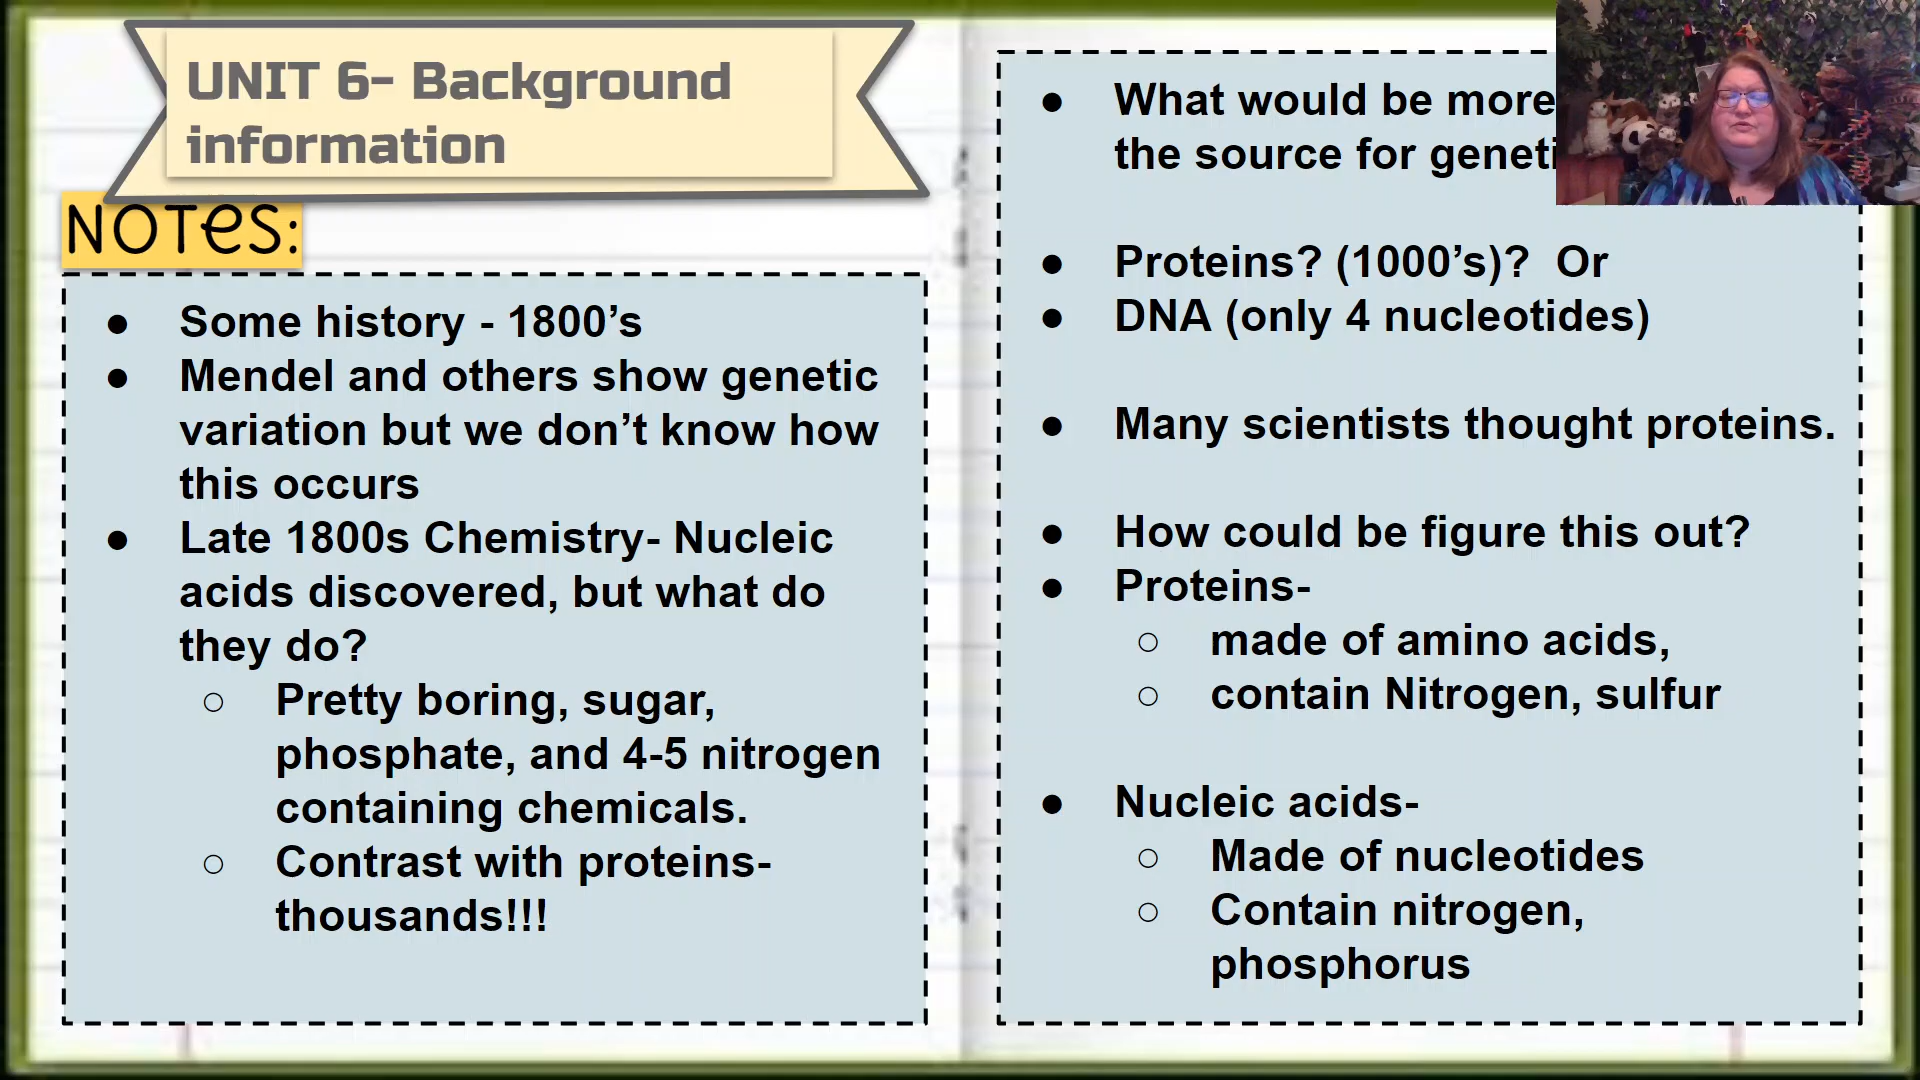 UNIT 6- Background
information
NOTES:
● Some history - 1800’s
● Mendel and others show genetic
variation but we don’t know how
this occurs
● Late 1800s Chemistry- Nucleic
acids discovered, but what do
they do?
○ Pretty boring, sugar,
phosphate, and 4-5 nitrogen
containing chemicals.
○ Contrast with proteins-
thousands!!!
● What would be more
the source for
● Proteins? (1000’s)?  Or
● DNA (only 4 nucleotides)
● Many scientists thought proteins.
● How could be figure this out?
● Proteins-
○ made of amino acids,
○ contain Nitrogen, sulfur
● Nucleic acids-
○ Made of nucleotides
○ Contain nitrogen,
phosphorus